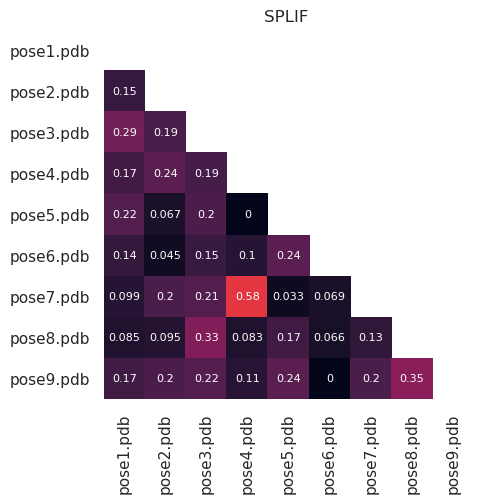 SPLIF
pose1.pdb
pose2.pdb 0.15
pose3.pdb 0.29 0.19
pose4.pdb 0.17 0.24 0.19
pose5.pdb 0.22 0.067 0.2 0
pose6.pdb 0.14 0.045 0.15 0.1 0.24
pose7.pdb 0.099 0.2 0.21 0.58 0.033 0.069
pose8.pdb 0.085 0.095 0.33 0.083 0.17 0.066 0.13
pose9.pdb 0.17 0.2 0.22 0.11 0.24 0 0.2 0.35
pose1.pdb pose2.pdb pose3.pdb pose4.pdb pose5.pdb pose6.pdb pose7.pdb pose8.pdb pose9.pdb